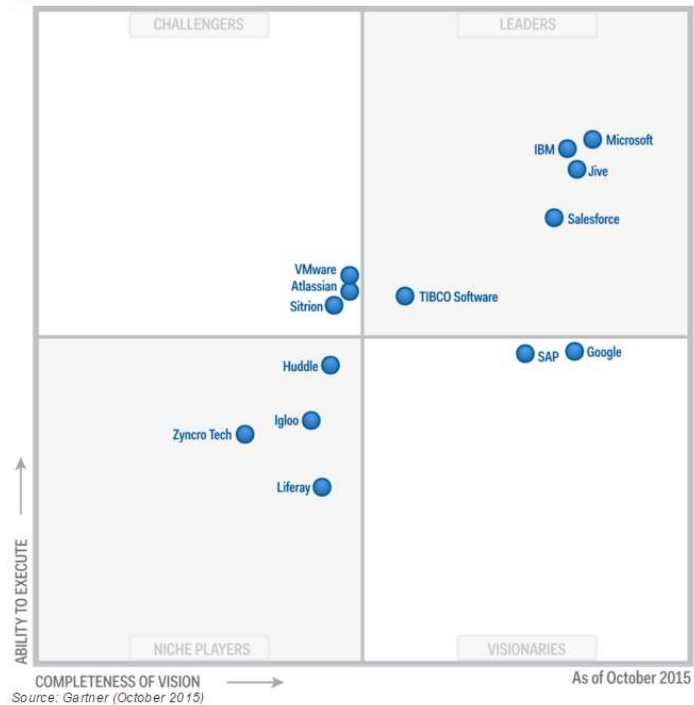 CHALLENGERS
LEADERS
Microsoft
IBM
Jive
Salesforce
VMware
Atlassian
TIBCO Software
Sitrion
Huddle
SAP
Google
Igloo
Zyncro Tech
Liferay
ABILITY TO EXECUTE
NICHE PLAYERS
VISIONARIES
COMPLETENESS OF VISION
As of October 2015
Source: Gartner (October 2015)